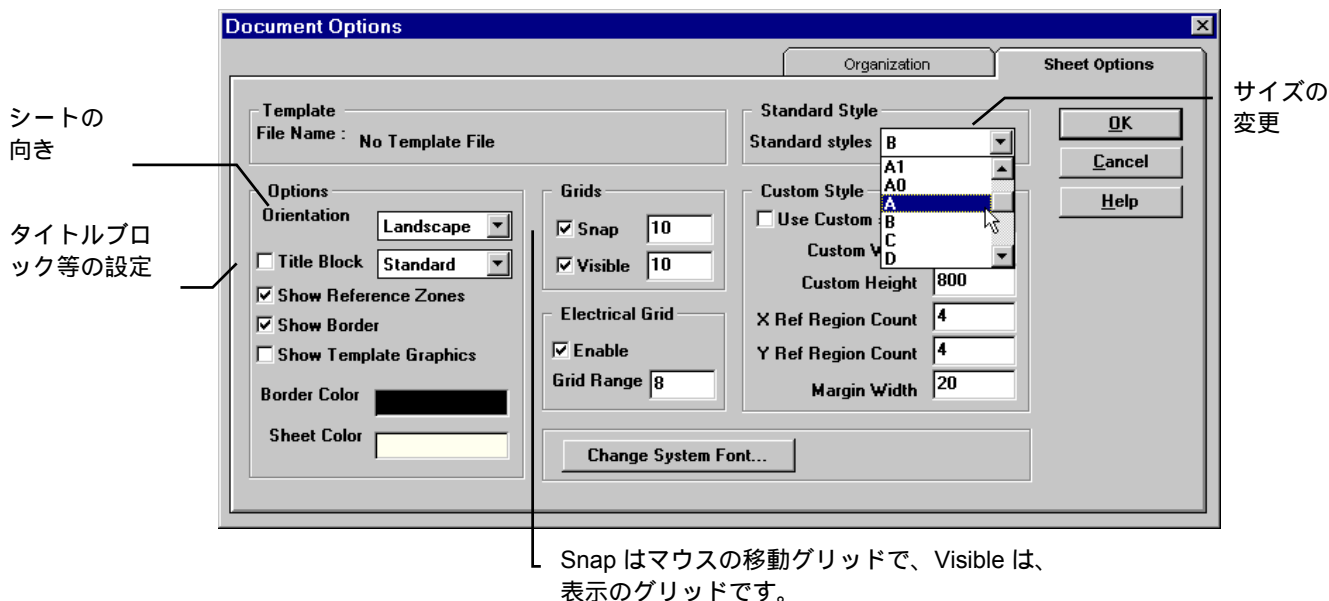 Document Options
Organization
Sheet Options
シートの
向き
タイトルブロ
ック等の設定
サイズの
変更
Template
File Name :
No Template File
Standard Style
Standard styles
B
A1
A0
A
B
C
D
OK
Cancel
Help
Options
Orientation
Landscape
Title Block
Standard
Show Reference Zones
Show Border
Show Template Graphics
Border Color
Sheet Color
Grids
Snap
10
Visible
10
Electrical Grid
Enable
Grid Range
8
Custom Style
Use Custom
Custom
Custom Height
800
X Ref Region Count
4
Y Ref Region Count
4
Margin Width
20
Change System Font...
Snap はマウスの移動グリッドで、Visible は、
表示のグリッドです。